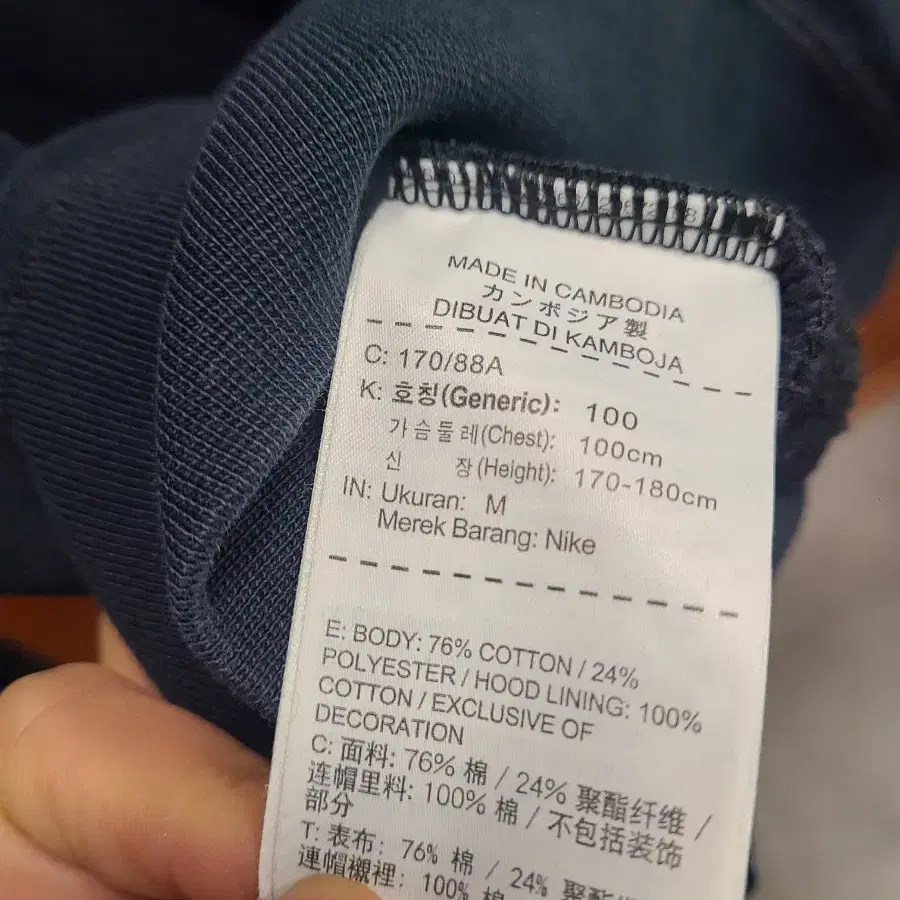 MADE IN CAMBODIA
カンボジア製
DIBUAT DI KAMBOJA
C: 170/88A
K: 호칭(Generic): 100
가슴둘레(Chest): 100cm
신 장(Height): 170-180cm
IN: Ukuran: M
Merek Barang: Nike
E: BODY: 76% COTTON / 24%
POLYESTER / HOOD LINING: 100%
COTTON / EXCLUSIVE OF
DECORATION
C: 面料: 76% 棉 / 24% 聚酯纤维 /
连帽里料: 100% 棉 / 不包括装饰
部分
T: 表布: 76% 棉 / 24%
連帽襯裡: 100%